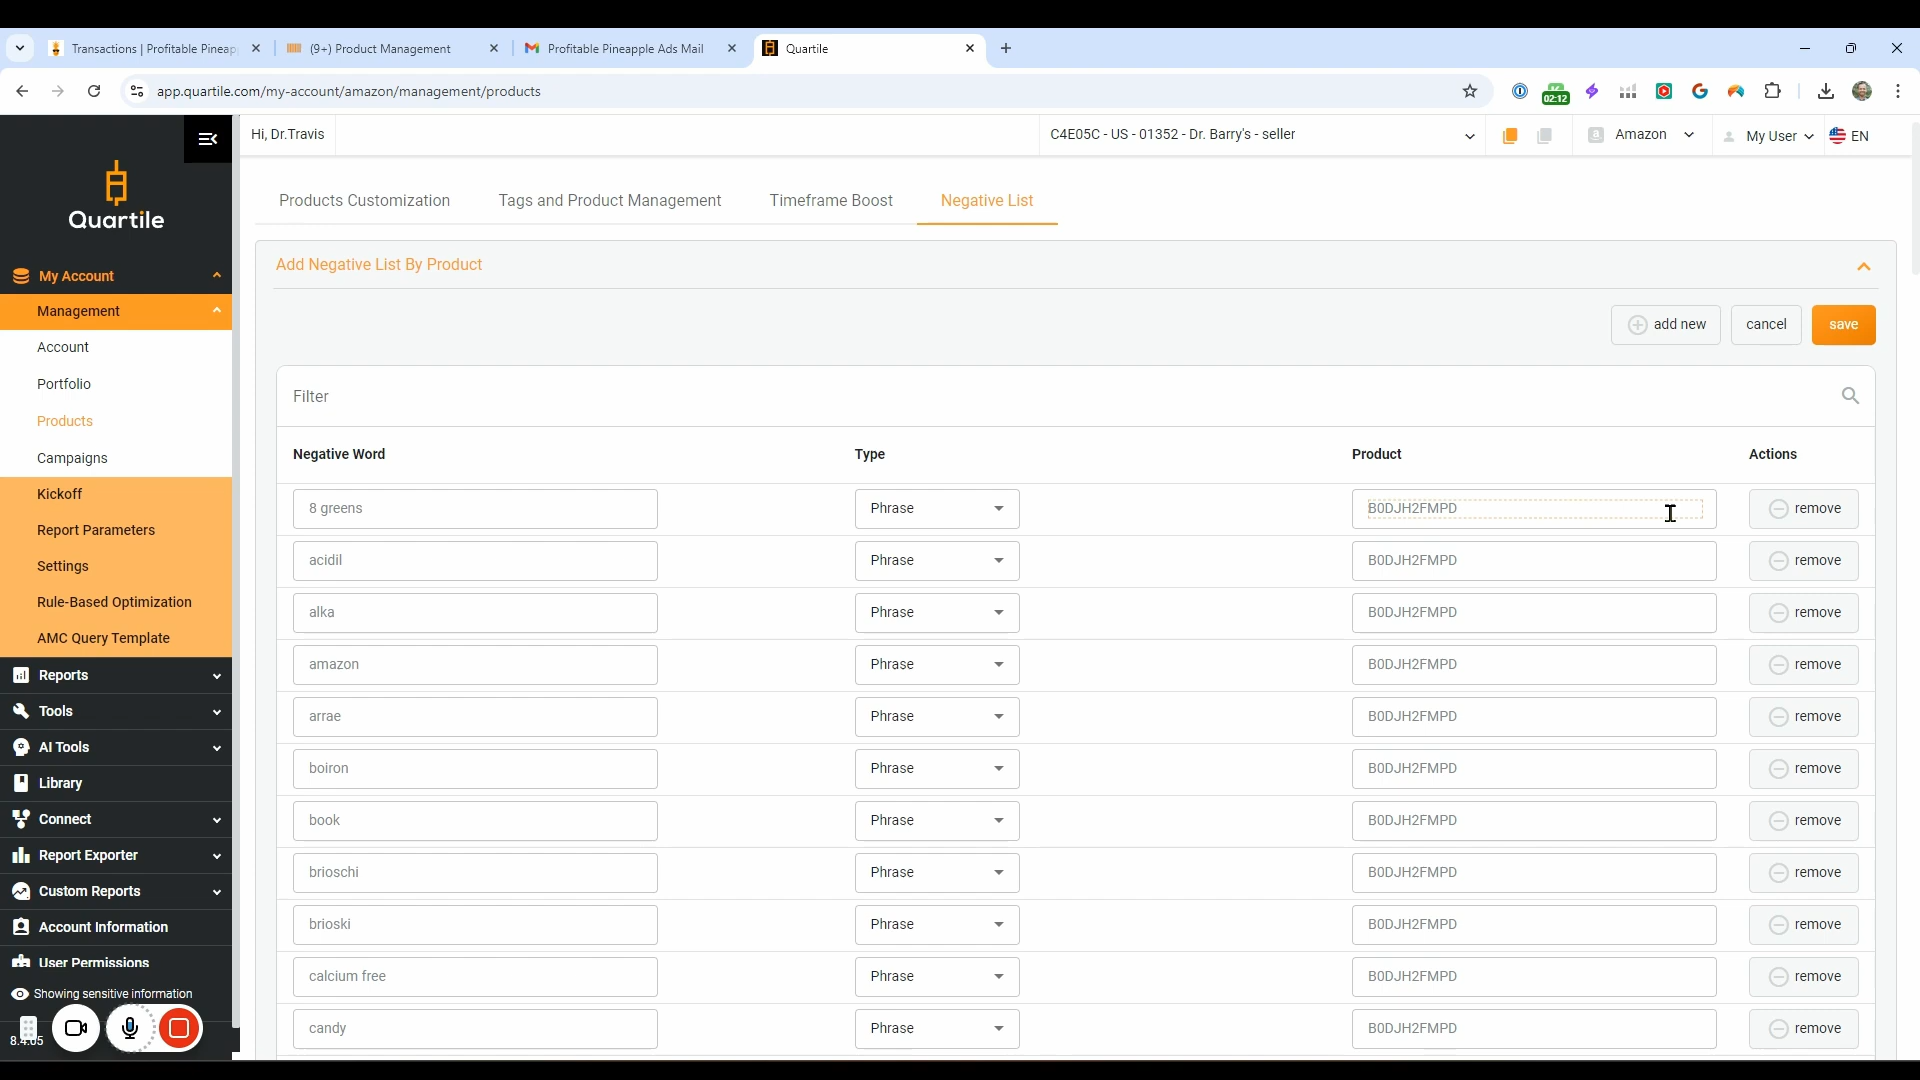 Transactions | Profitable Pineap
(9+) Product Management
Profitable Pineapple Ads Mail
Quartile
app.quartile.com/my-account/amazon/management/products
02:12
Hi, Dr.Travis
C4E05C - US - 01352 - Dr. Barry's - seller
Amazon
My User
EN
Quartile
My Account
Management
Account
Portfolio
Products
Campaigns
Kickoff
Report Parameters
Settings
Rule-Based Optimization
AMC Query Template
Reports
Tools
AI Tools
Library
Connect
Report Exporter
Custom Reports
Account Information
User Permissions
Showing sensitive information
8.4.05
Products Customization
Tags and Product Management
Timeframe Boost
Negative List
Add Negative List By Product
add new
cancel
save
Filter
Negative Word Type Product Actions
8 greens Phrase B0DJH2FMPD remove
acidil Phrase B0DJH2FMPD remove
alka Phrase B0DJH2FMPD remove
amazon Phrase B0DJH2FMPD remove
arrae Phrase B0DJH2FMPD remove
boiron Phrase B0DJH2FMPD remove
book Phrase B0DJH2FMPD remove
brioschi Phrase B0DJH2FMPD remove
brioski Phrase B0DJH2FMPD remove
calcium free Phrase B0DJH2FMPD remove
candy Phrase B0DJH2FMPD remove